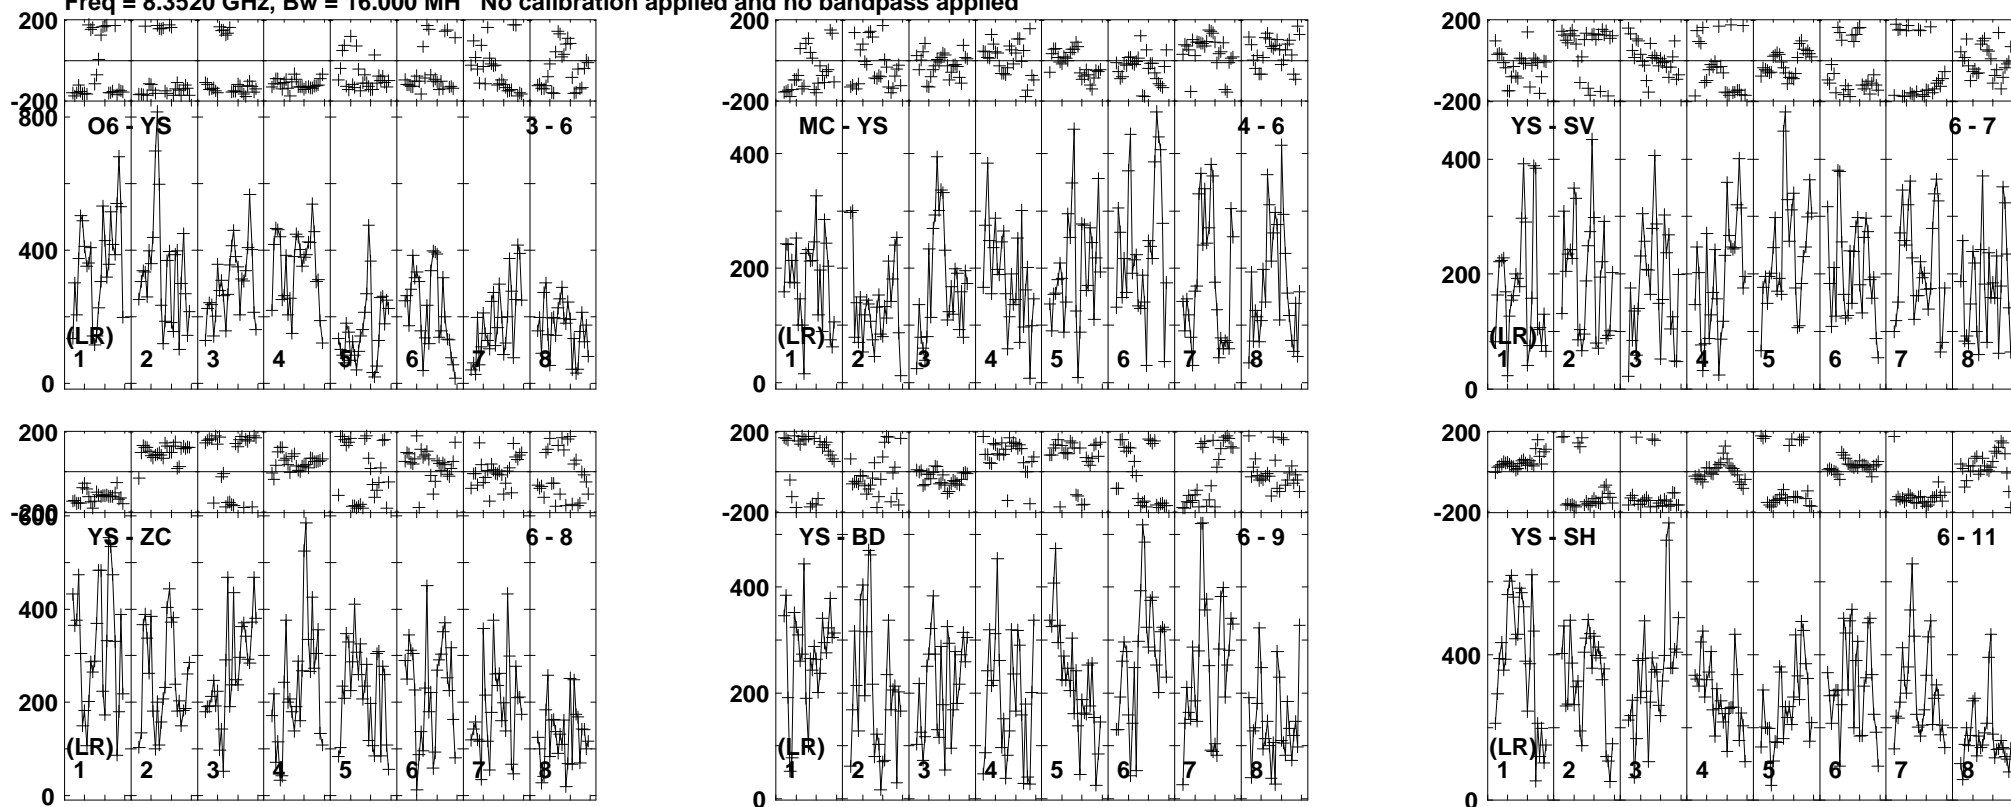 Freq = 8.3520 GHz, Bw = 16.000 MH No calibration applied and no bandpass applied
200
-200
800
400
0
O6 - YS
3 - 6
(LR)
1 2 3 4 5 6 7 8
200
-200
400
200
0
MC - YS
4 - 6
(LR)
1 2 3 4 5 6 7 8
200
-200
400
200
0
YS - SV
6 - 7
(LR)
1 2 3 4 5 6 7 8
200
-200
600
400
200
0
YS - ZC
6 - 8
(LR)
1 2 3 4 5 6 7 8
200
-200
400
200
0
YS - BD
6 - 9
(LR)
1 2 3 4 5 6 7 8
200
-200
400
0
YS - SH
6 - 11
(LR)
1 2 3 4 5 6 7 8